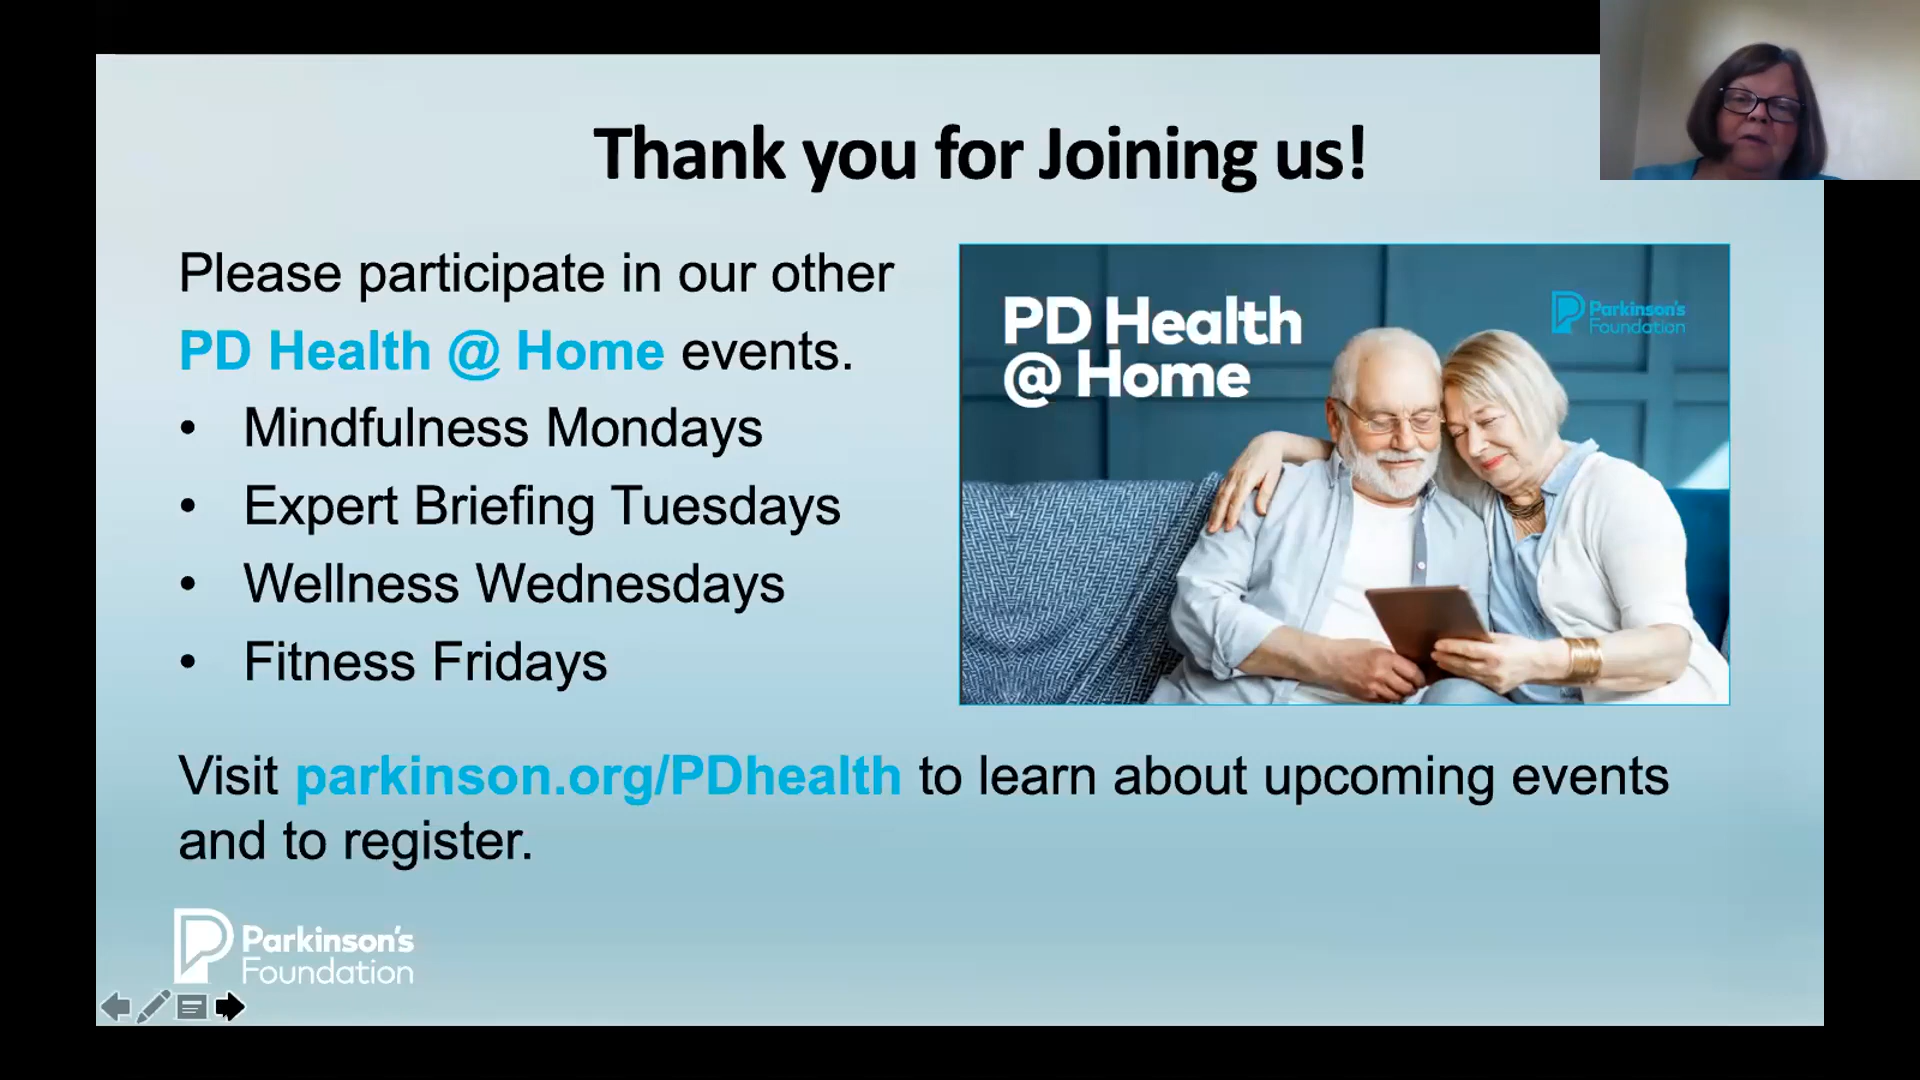 Thank you for Joining us!
Please participate in our other
PD Health @ Home events.
• Mindfulness Mondays
• Expert Briefing Tuesdays
• Wellness Wednesdays
• Fitness Fridays
PD Health
@ Home
Parkinson's
Foundation
Visit parkinson.org/PDhealth to learn about upcoming events
and to register.
Parkinson's
Foundation